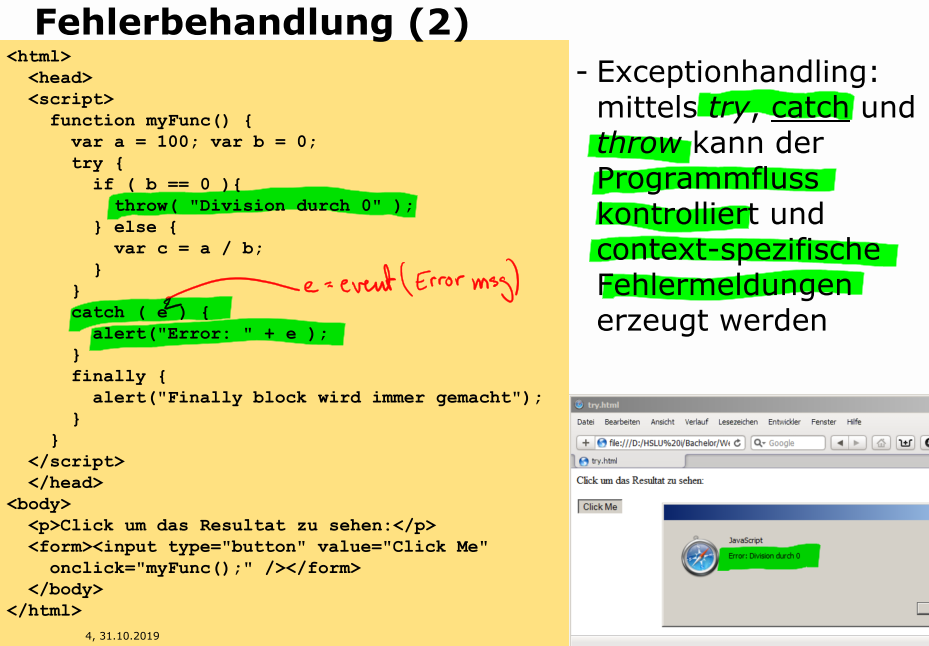 Fehlerbehandlung (2)
<html>
<head>
<script>
function myFunc() {
var a = 100; var b = 0;
try {
if ( b == 0 ){
throw( "Division durch 0" );
} else {
var c = a / b;
}
}
e = event (Error msg)
catch ( e ) {
alert("Error: " + e );
}
finally {
alert("Finally block wird immer gemacht");
}
}
</script>
</head>
<body>
<p>Click um das Resultat zu sehen:</p>
<form><input type="button" value="Click Me"
onclick="myFunc();" /></form>
</body>
</html>
4, 31.10.2019
- Exceptionhandling:
mittels try, catch und
throw kann der
Programmfluss
kontrolliert und
context-spezifische
Fehlermeldungen
erzeugt werden
try.html
Datei Bearbeiten Ansicht Verlauf Lesezeichen Entwickler Fenster Hilfe
file:///D:/HSLU%20i/Bachelor/We Google
try.html
Click um das Resultat zu sehen:
Click Me
JavaScript
Error: Division durch 0